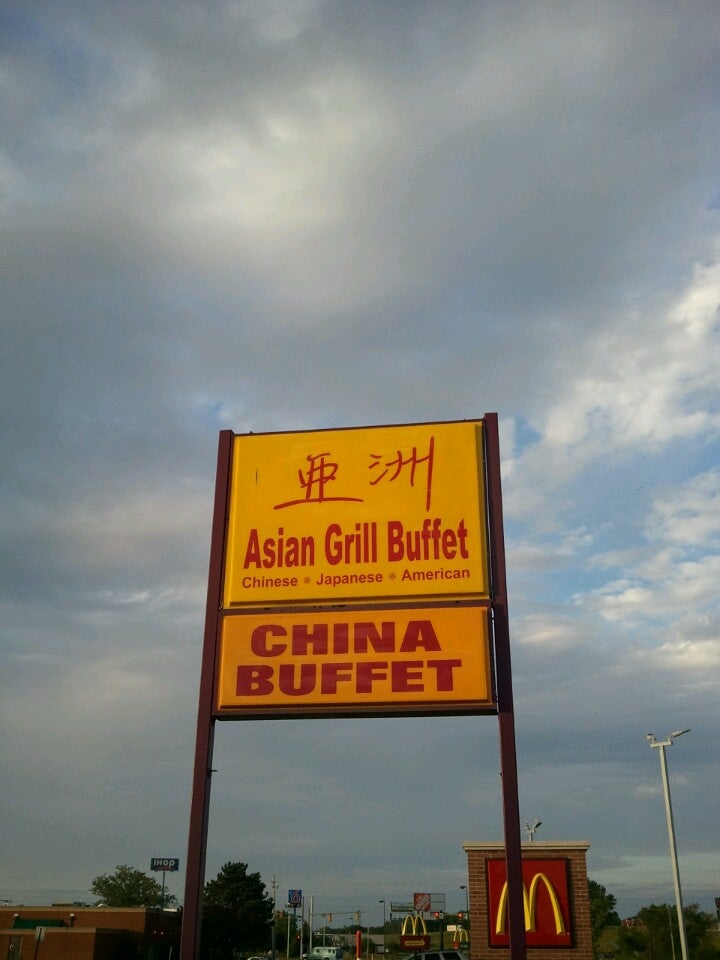 亜洲
Asian Grill Buffet
Chinese * Japanese * American
CHINA
BUFFET
IHOP
M